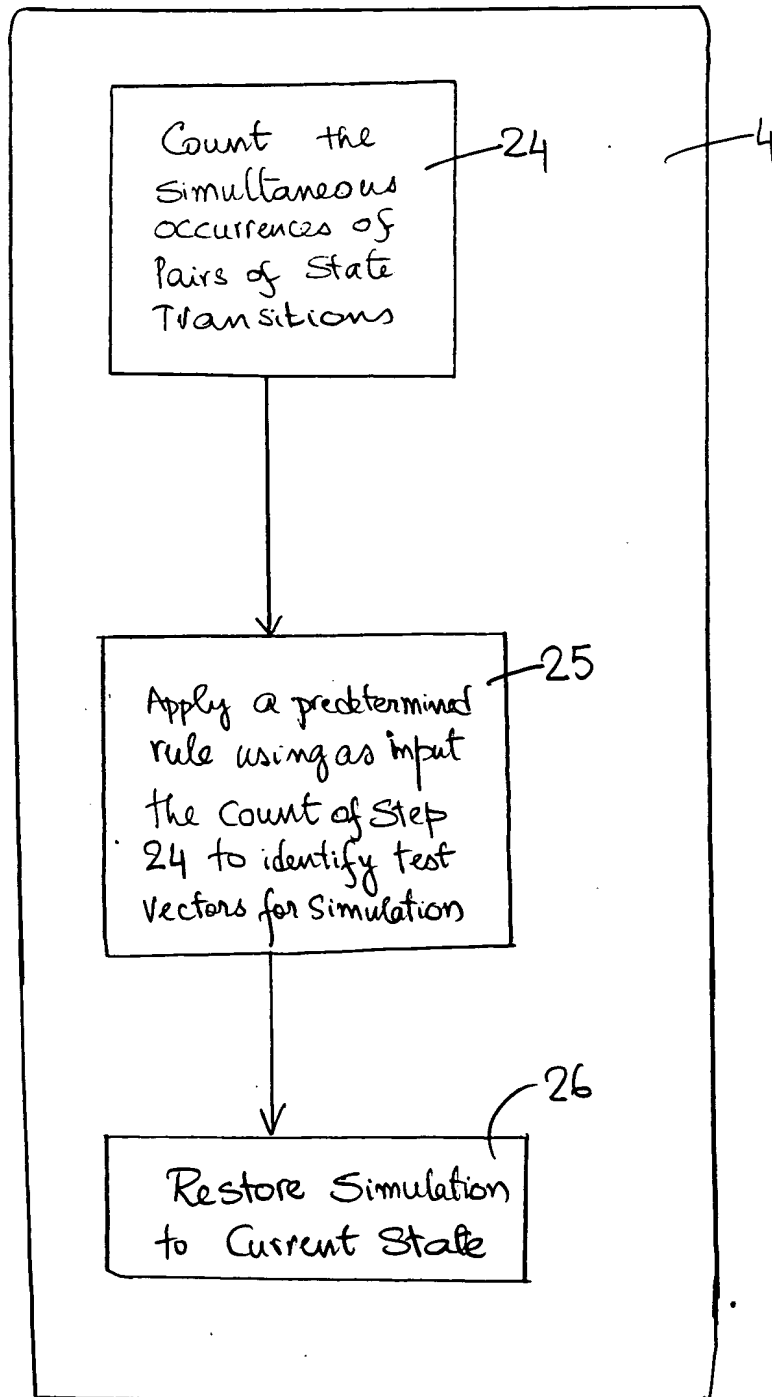 Count the
Simultaneous
occurrences of
Pairs of State
Transitions
24
4
Apply a predetermined
rule using as input
the Count of Step
24 to identify test
vectors for Simulation
25
Restore Simulation
to Current State
26